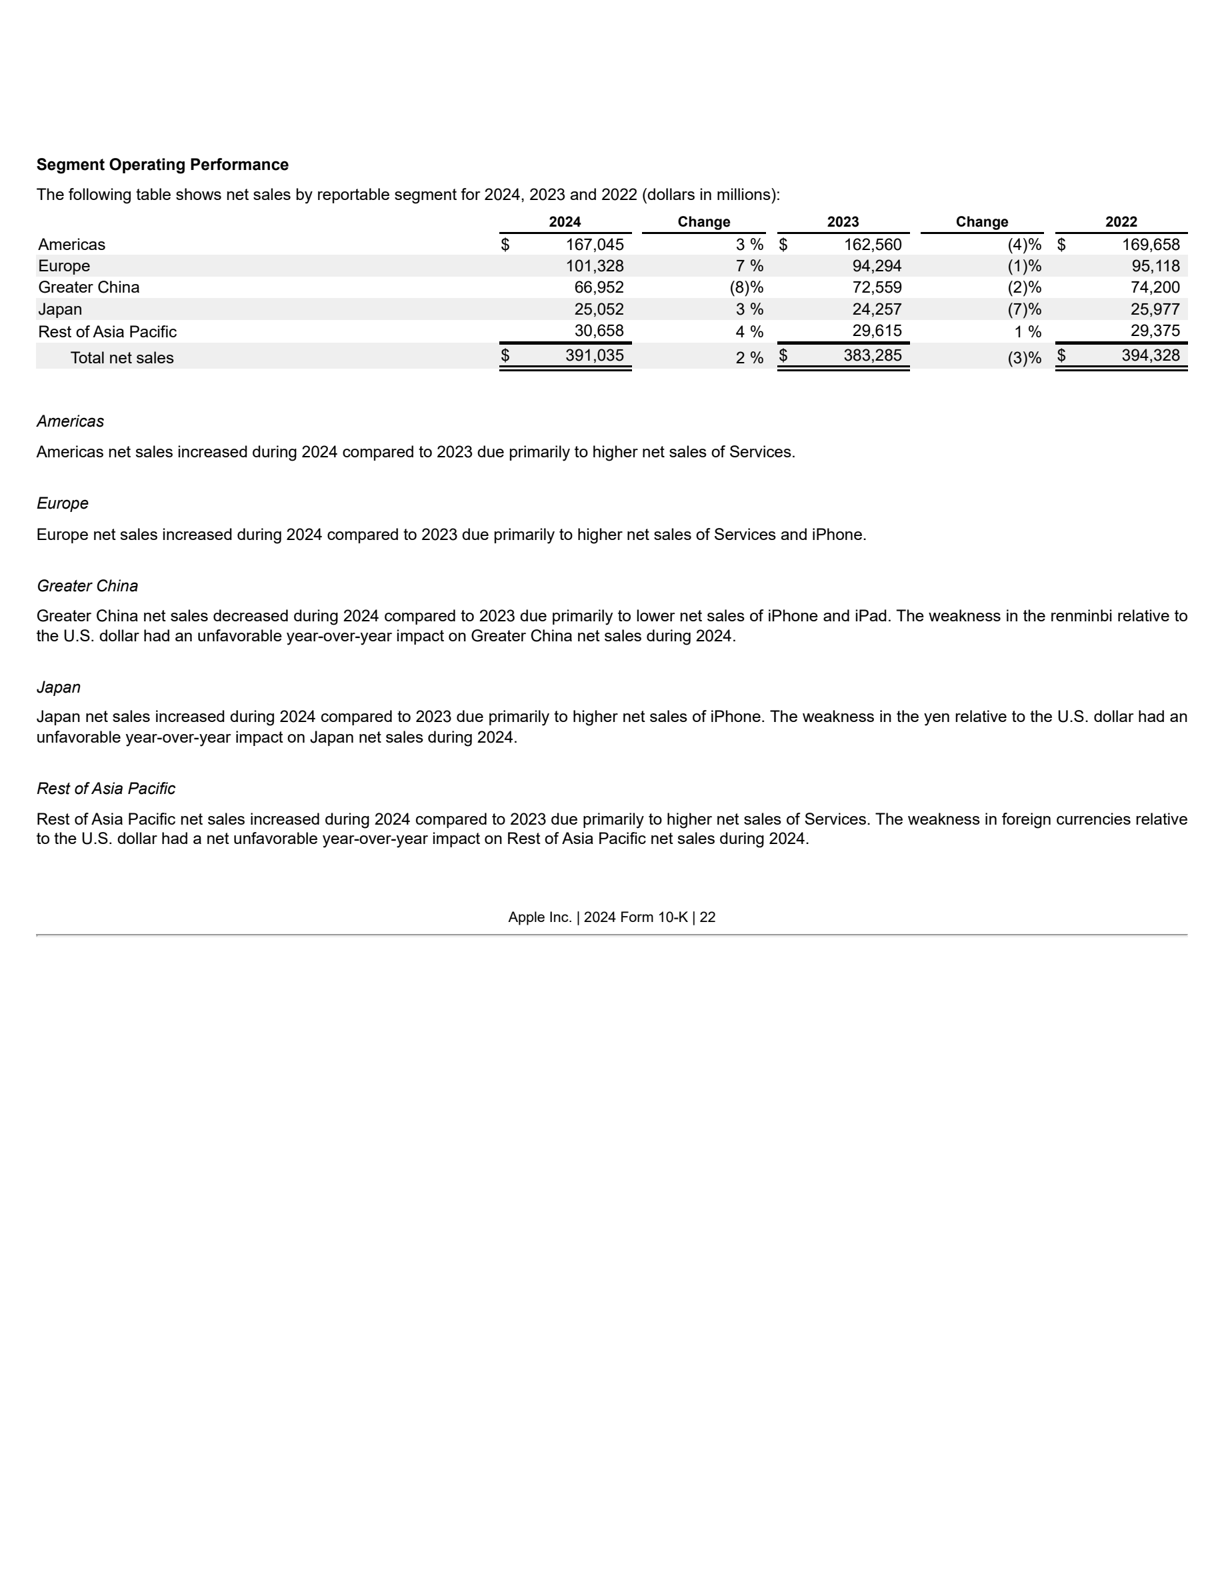 Segment Operating Performance
The following table shows net sales by reportable segment for 2024, 2023 and 2022 (dollars in millions):
2024 Change 2023 Change 2022
Americas $ 167,045 3 % $ 162,560 (4)% $ 169,658
Europe 101,328 7 % 94,294 (1)% 95,118
Greater China 66,952 (8)% 72,559 (2)% 74,200
Japan 25,052 3 % 24,257 (7)% 25,977
Rest of Asia Pacific 30,658 4 % 29,615 1 % 29,375
Total net sales $ 391,035 2 % $ 383,285 (3)% $ 394,328
Americas
Americas net sales increased during 2024 compared to 2023 due primarily to higher net sales of Services.
Europe
Europe net sales increased during 2024 compared to 2023 due primarily to higher net sales of Services and iPhone.
Greater China
Greater China net sales decreased during 2024 compared to 2023 due primarily to lower net sales of iPhone and iPad. The weakness in the renminbi relative to
the U.S. dollar had an unfavorable year-over-year impact on Greater China net sales during 2024.
Japan
Japan net sales increased during 2024 compared to 2023 due primarily to higher net sales of iPhone. The weakness in the yen relative to the U.S. dollar had an
unfavorable year-over-year impact on Japan net sales during 2024.
Rest of Asia Pacific
Rest of Asia Pacific net sales increased during 2024 compared to 2023 due primarily to higher net sales of Services. The weakness in foreign currencies relative
to the U.S. dollar had a net unfavorable year-over-year impact on Rest of Asia Pacific net sales during 2024.
Apple Inc. | 2024 Form 10-K | 22